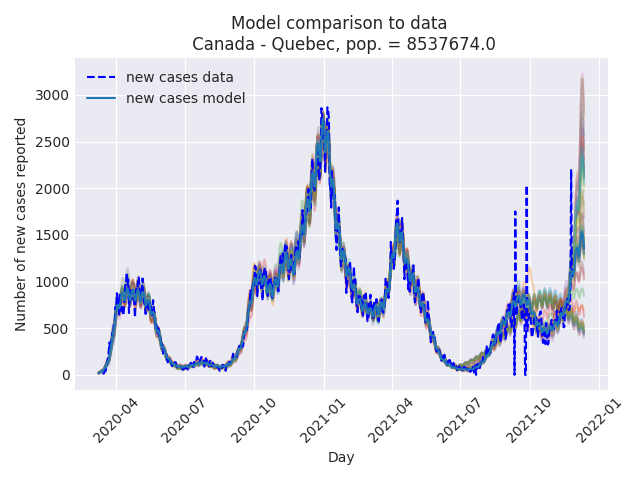 Model comparison to data
Canada - Quebec, pop. = 8537674.0
new cases data
new cases model
Number of new cases reported
3000
2500
2000
1500
1000
500
0
2020-04
2020-07
2020-10
2021-01
2021-04
2021-07
2021-10
2022-01
Day